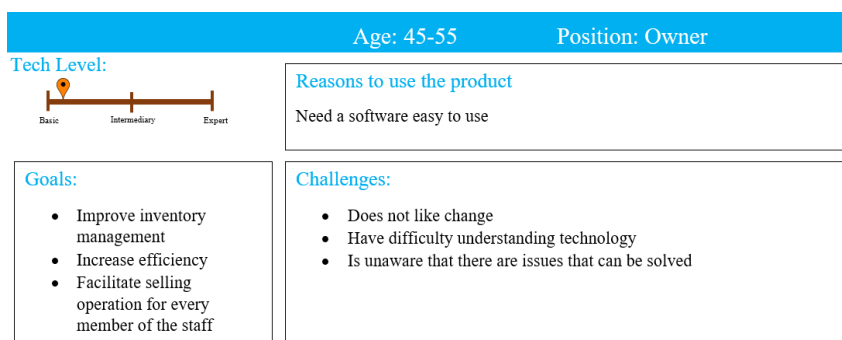 Age: 45-55 Position: Owner
Tech Level:
Basic Intermediary Expert
Reasons to use the product
Need a software easy to use
Goals:
• Improve inventory
management
• Increase efficiency
• Facilitate selling
operation for every
member of the staff
Challenges:
• Does not like change
• Have difficulty understanding technology
• Is unaware that there are issues that can be solved